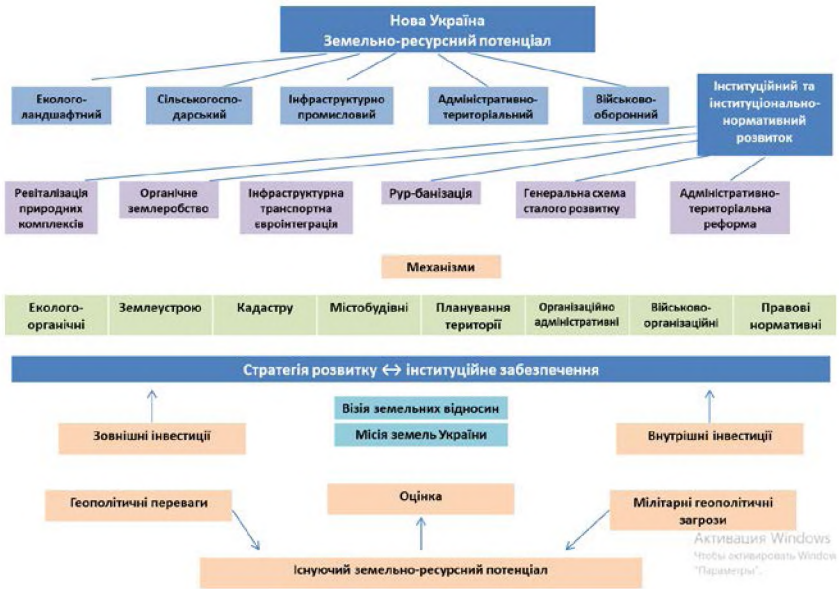 Нова Україна
Земельно-ресурсний потенціал
Еколого-
ландшафтний
Сільськогоспо-
дарський
Інфраструктурно
промисловий
Адміністративно-
територіальний
Військово-
оборонний
Інституційний та
інституціонально-
нормативний
розвиток
Ревіталізація
природних
комплексів
Органічне
землеробство
Інфраструктурна
транспортна
євроінтеграція
Рур-банізація
Генеральна схема
сталого розвитку
Адміністративно-
територіальна
реформа
Механізми
Еколого-
органічні
Землеустрою
Кадастру
Містобудівні
Планування
території
Організаційно
адміністративні
Військово-
організаційні
Правові
нормативні
Стратегія розвитку ↔ інституційне забезпечення
Візія земельних відносин
Місія земель України
Зовнішні інвестиції
Внутрішні інвестиції
Геополітичні переваги
Оцінка
Мілітарні геополітичні
загрози
Існуючий земельно-ресурсний потенціал
Активация Windows
Чтобы активировать Window
"Параметры".